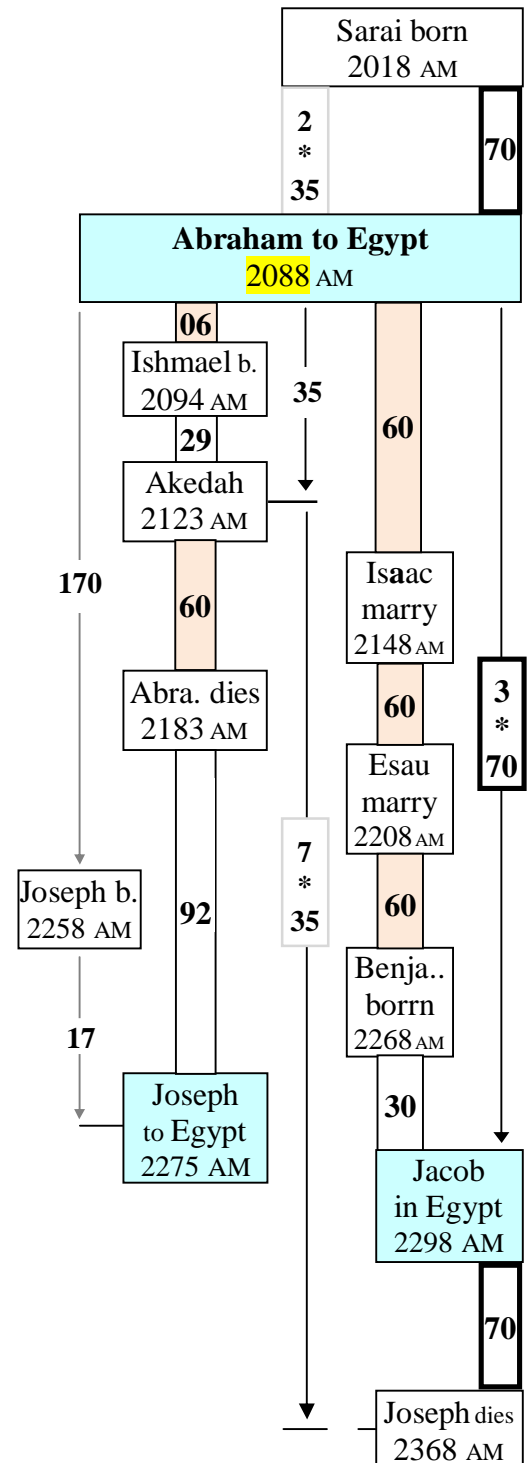 Sarai born
2018 AM
2
*
35
70
Abraham to Egypt
2088 AM
06
Ishmael b.
2094 AM
35
60
29
Akedah
2123 AM
170
60
Isaac
marry
2148 AM
Abra. dies
2183 AM
60
3
*
70
Esau
marry
2208 AM
7
*
35
Joseph b.
2258 AM
92
60
Benja..
borrn
2268 AM
17
Joseph
to Egypt
2275 AM
30
Jacob
in Egypt
2298 AM
70
Joseph dies
2368 AM